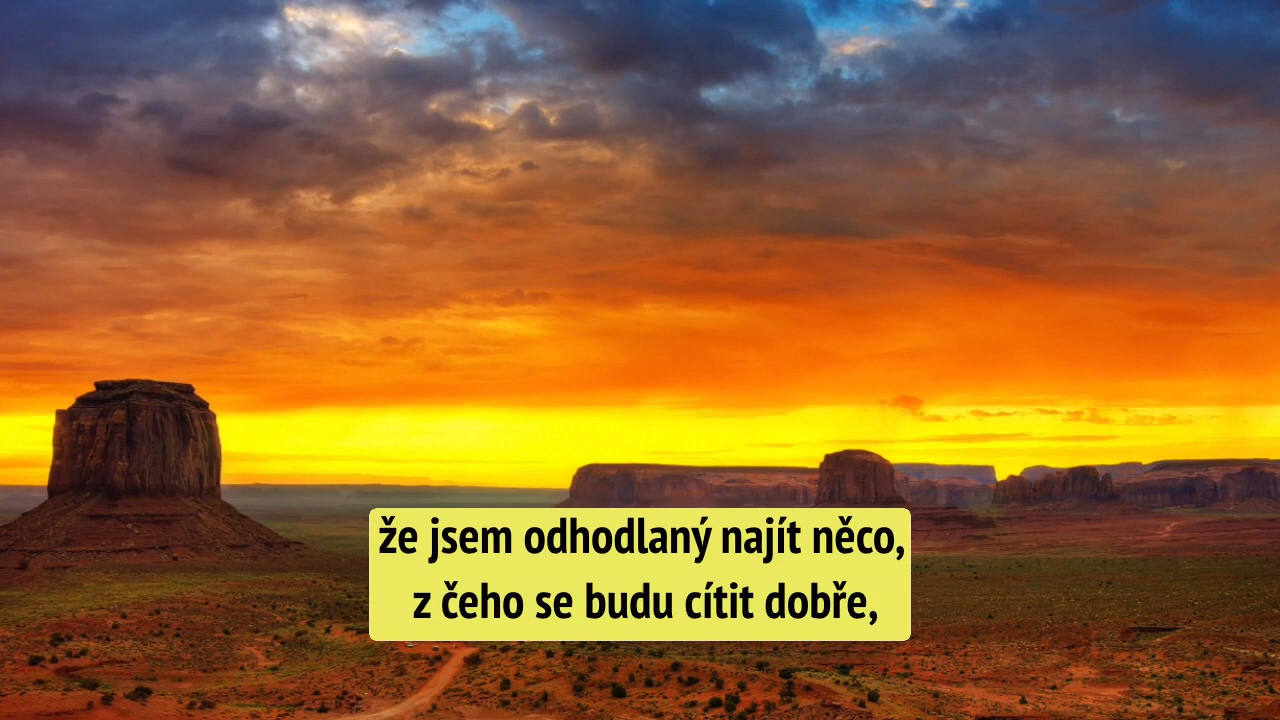 že jsem odhodlaný najít něco,
z čeho se budu cítit dobře,